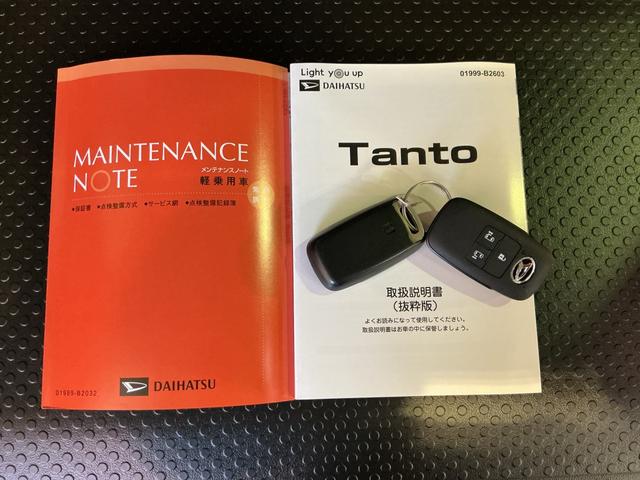 MAINTENANCE
NOTE
メンテナンスノート
軽乗用車
●保証書 ●点検整備方式 ●サービス網 ●点検整備記録簿
01989-B2032
DAIHATSU
Light you up
DAIHATSU
01999-B2603
Tanto
取扱説明書
（抜粋版）
よくお読みになって使用してください。
取扱説明書はお車の中に保管しましょう。